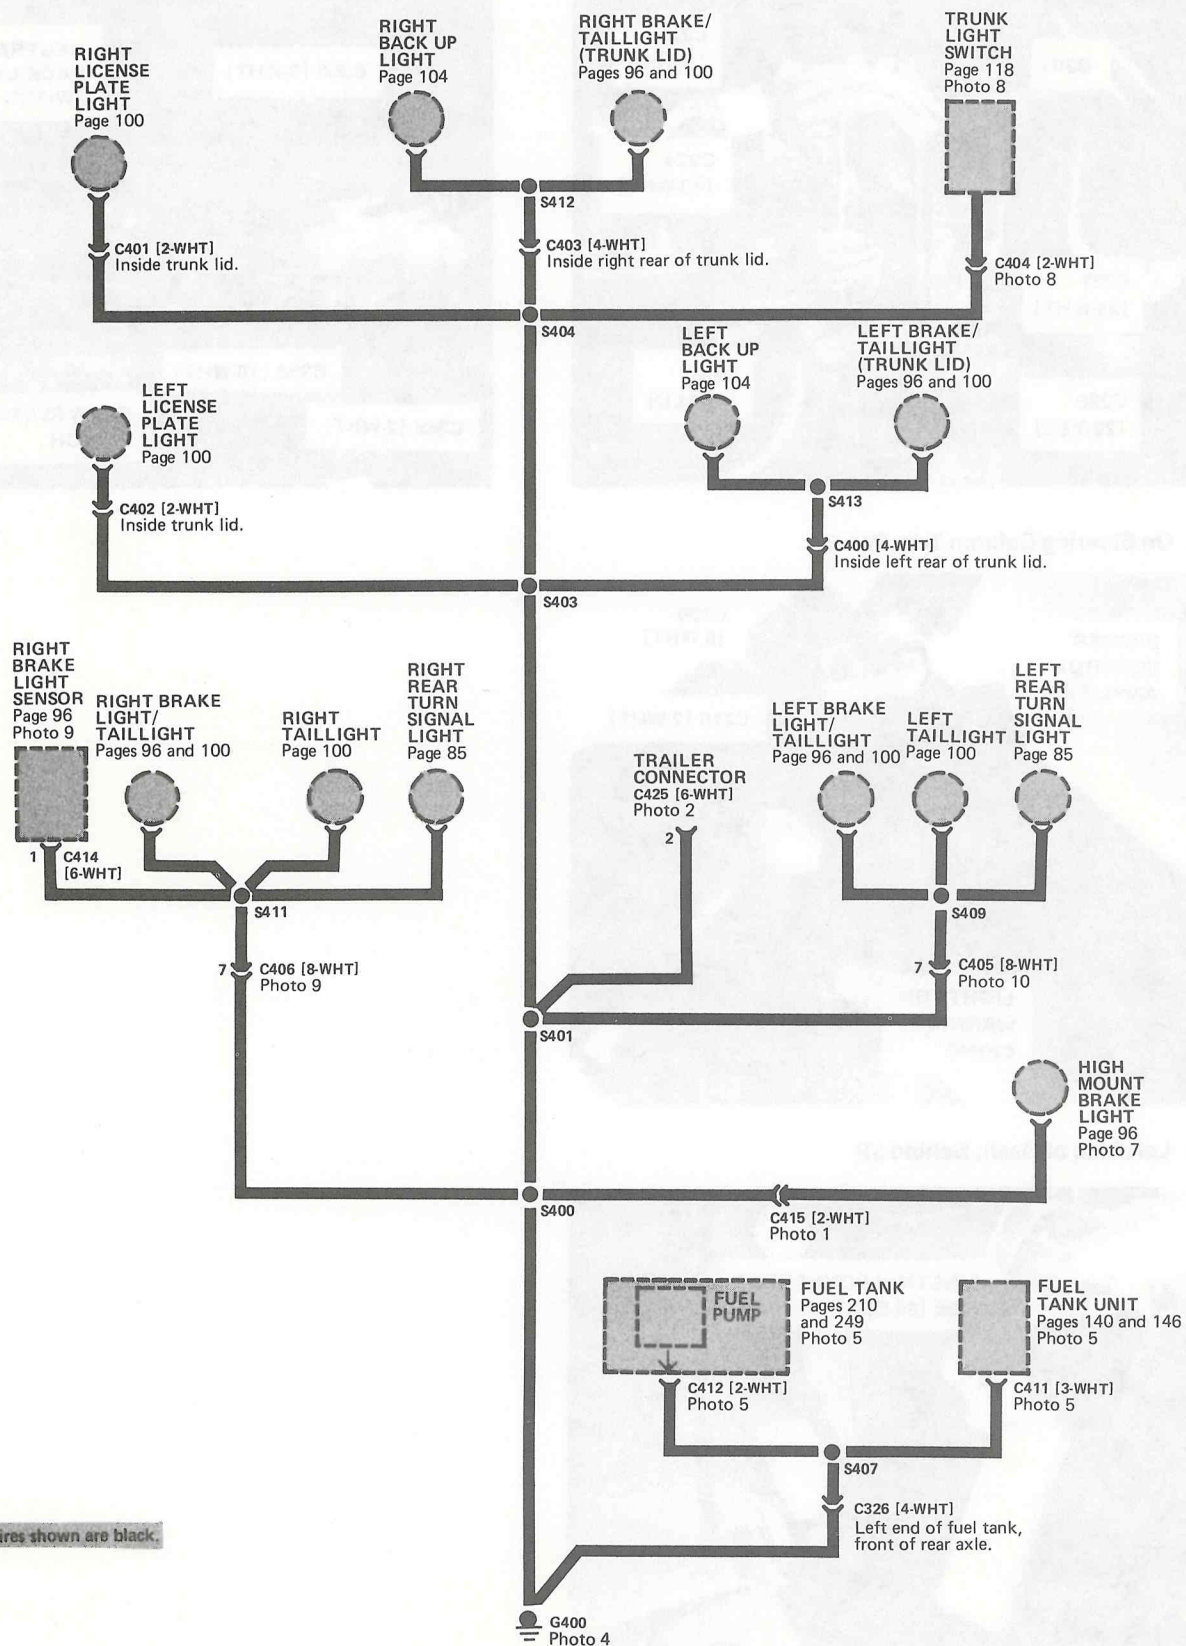 RIGHT
LICENSE
PLATE
LIGHT
Page 100
RIGHT
BACK UP
LIGHT
Page 104
RIGHT BRAKE/
TAILLIGHT
(TRUNK LID)
Pages 96 and 100
TRUNK
LIGHT
SWITCH
Page 118
Photo 8
S412
C401 [2-WHT]
Inside trunk lid.
C403 [4-WHT]
Inside right rear of trunk lid.
C404 [2-WHT]
Photo 8
S404
LEFT
LICENSE
PLATE
LIGHT
Page 100
LEFT
BACK UP
LIGHT
Page 104
LEFT BRAKE/
TAILLIGHT
(TRUNK LID)
Pages 96 and 100
S413
C402 [2-WHT]
Inside trunk lid.
C400 [4-WHT]
Inside left rear of trunk lid.
S403
RIGHT
BRAKE
LIGHT
SENSOR
Page 96
Photo 9
RIGHT BRAKE
LIGHT/
TAILLIGHT
Pages 96 and 100
RIGHT
TAILLIGHT
Page 100
RIGHT
REAR
TURN
SIGNAL
LIGHT
Page 85
TRAILER
CONNECTOR
C425 [6-WHT]
Photo 2
2
LEFT BRAKE
LIGHT/
TAILLIGHT
Pages 96 and 100
LEFT
TAILLIGHT
Page 100
LEFT
REAR
TURN
SIGNAL
LIGHT
Page 85
1 C414
[6-WHT]
S411
S409
7 C406 [8-WHT]
Photo 9
7 C405 [8-WHT]
Photo 10
S401
HIGH
MOUNT
BRAKE
LIGHT
Page 96
Photo 7
S400
C415 [2-WHT]
Photo 1
FUEL
PUMP
FUEL TANK
Pages 210
and 249
Photo 5
FUEL
TANK UNIT
Pages 140 and 146
Photo 5
C412 [2-WHT]
Photo 5
C411 [3-WHT]
Photo 5
S407
C326 [4-WHT]
Left end of fuel tank,
front of rear axle.
ires shown are black.
G400
Photo 4